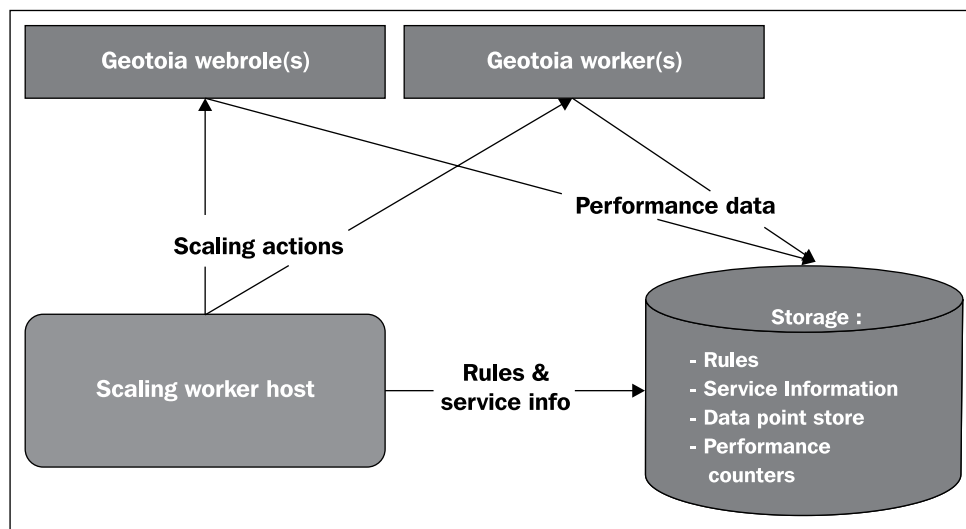 Geotoia webrole(s)
Geotoia worker(s)
Performance data
Scaling actions
Storage :
Scaling worker host
Rules &
service info
- Rules
- Service Information
- Data point store
- Performance
counters